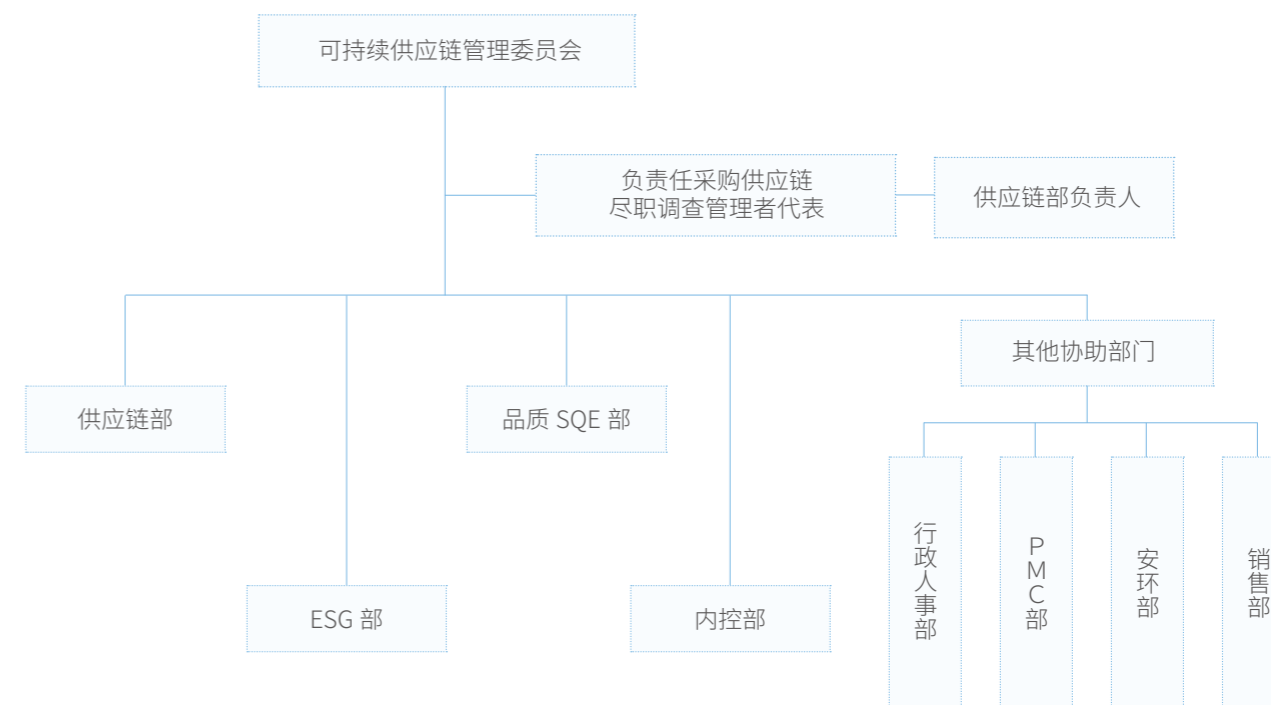 可持续供应链管理委员会
负责任采购供应链
尽职调查管理者代表
供应链部负责人
其他协助部门
供应链部
品质 SQE 部
行政人事部
PMC部
安环部
销售部
ESG 部
内控部